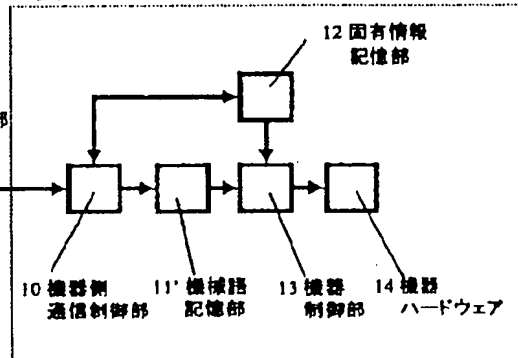 12 固有情報
記憶部
部
10 機器側
通信制御部
11' 機械語
記憶部
13 機器
制御部
14 機器
ハードウェア